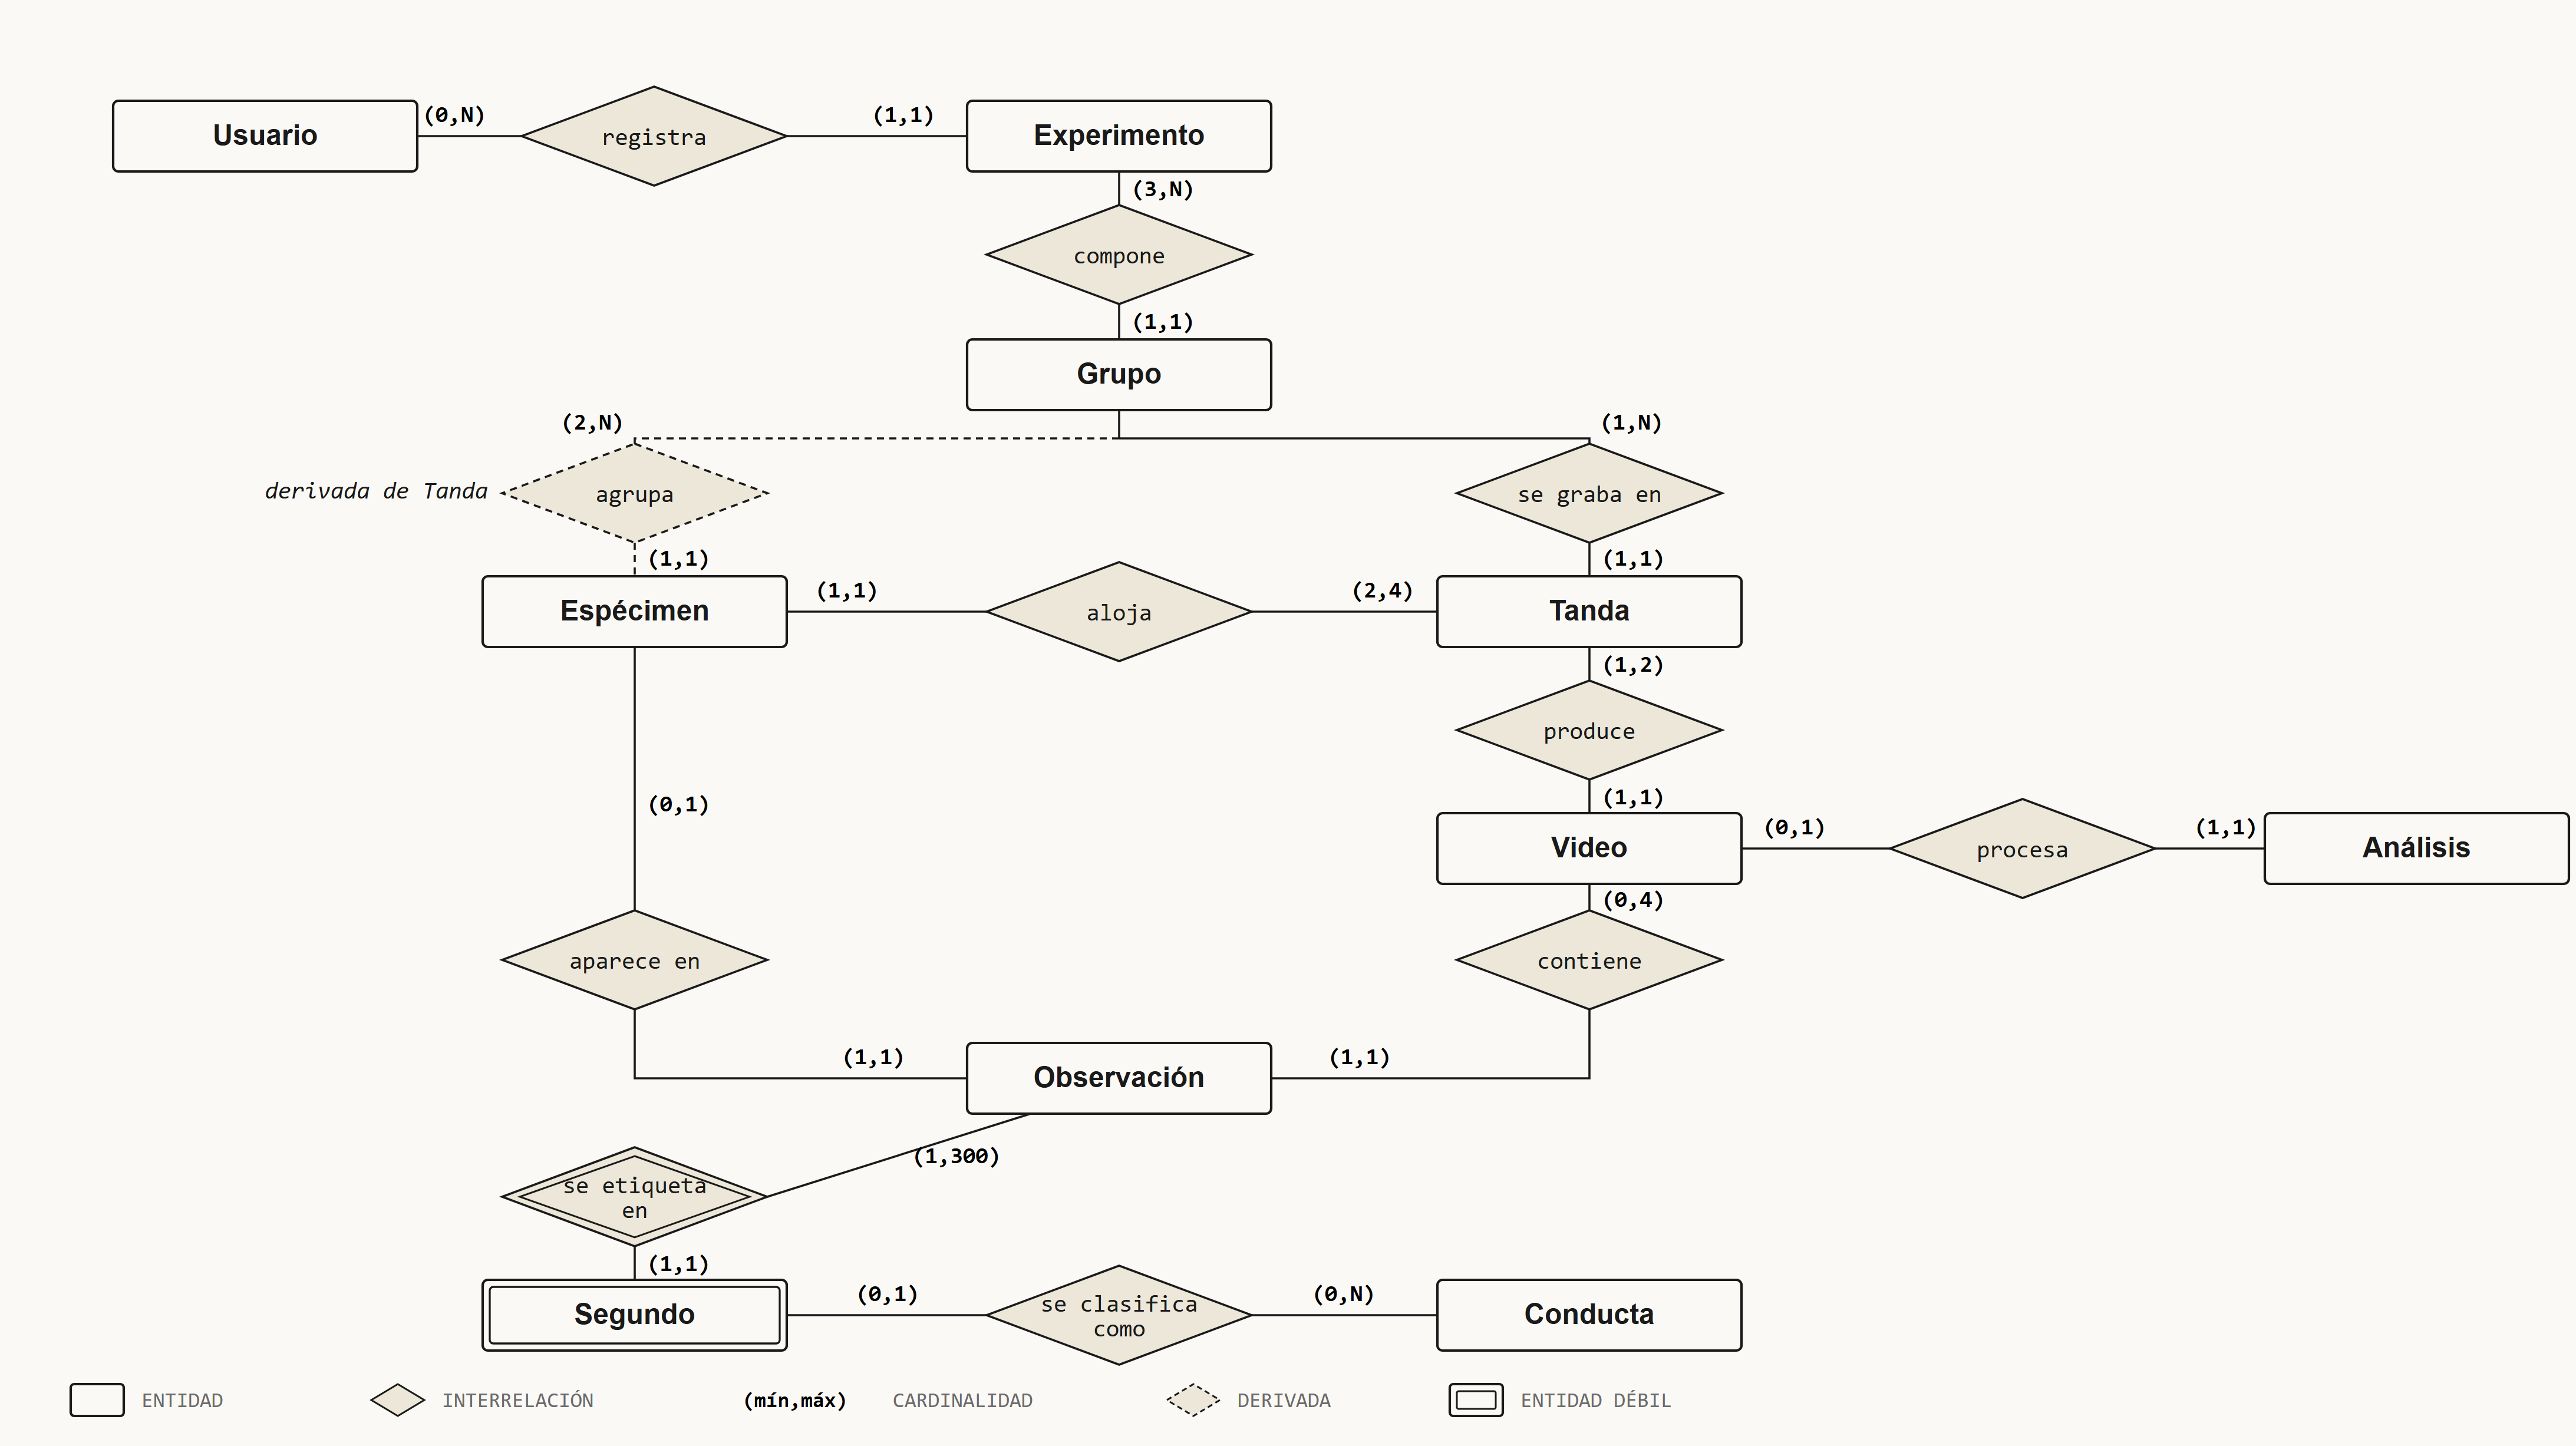 Usuario
(0,N)
registra
(1,1)
Experimento
(3,N)
compone
(1,1)
Grupo
(2,N)
(1,N)
derivada de Tanda
agrupa
se graba en
(1,1)
(1,1)
Espécimen
(1,1)
aloja
(2,4)
Tanda
(1,2)
produce
(0,1)
(1,1)
Video
(0,1)
procesa
(1,1)
Análisis
(0,4)
aparece en
contiene
(1,1)
Observación
(1,1)
(1,300)
se etiqueta
en
(1,1)
Segundo
(0,1)
se clasifica
como
(0,N)
Conducta
ENTIDAD
INTERRELACIÓN
(mín,máx)
CARDINALIDAD
DERIVADA
ENTIDAD DÉBIL